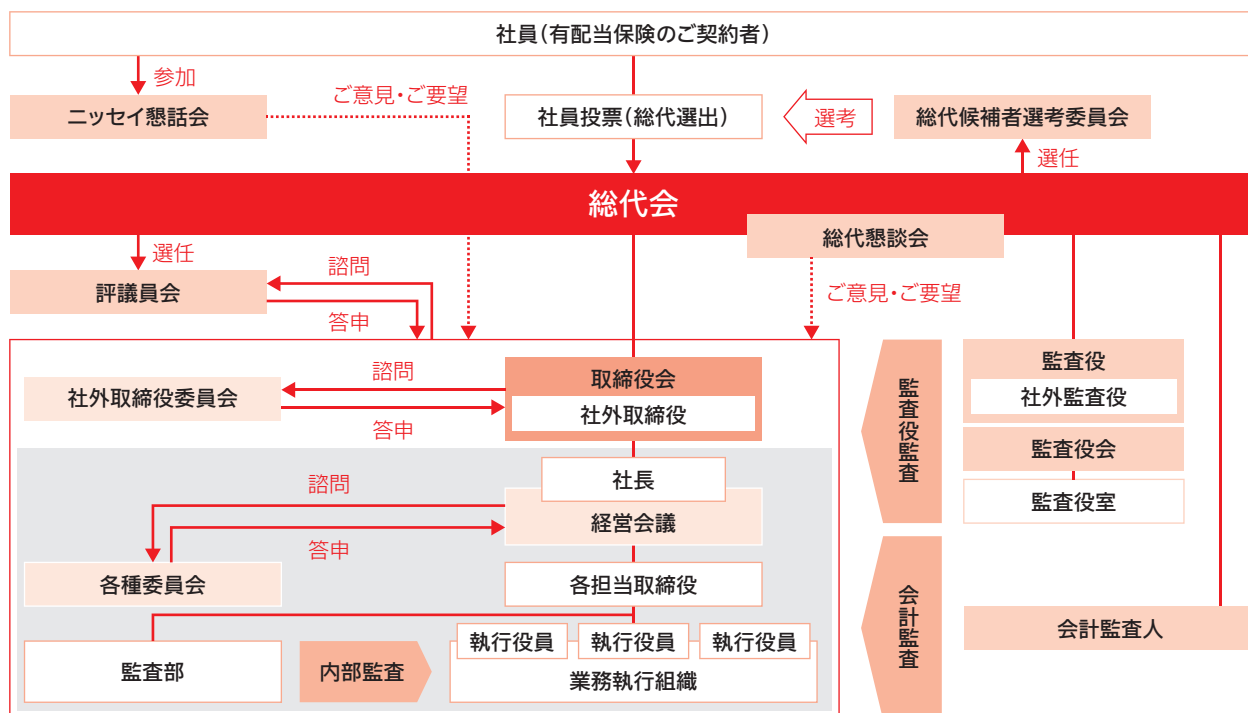 社員（有配当保険のご契約者）
参加
ニッセイ懇話会
ご意見・ご要望
社員投票（総代選出）
選考
総代候補者選考委員会
選任
総代会
総代懇談会
選任
評議員会
諮問
答申
ご意見・ご要望
社外取締役委員会
諮問
答申
取締役会
社外取締役
監査役監査
監査役
社外監査役
監査役会
監査役室
社長
経営会議
諮問
答申
各種委員会
各担当取締役
会計監査
会計監査人
監査部
内部監査
執行役員
執行役員
執行役員
業務執行組織